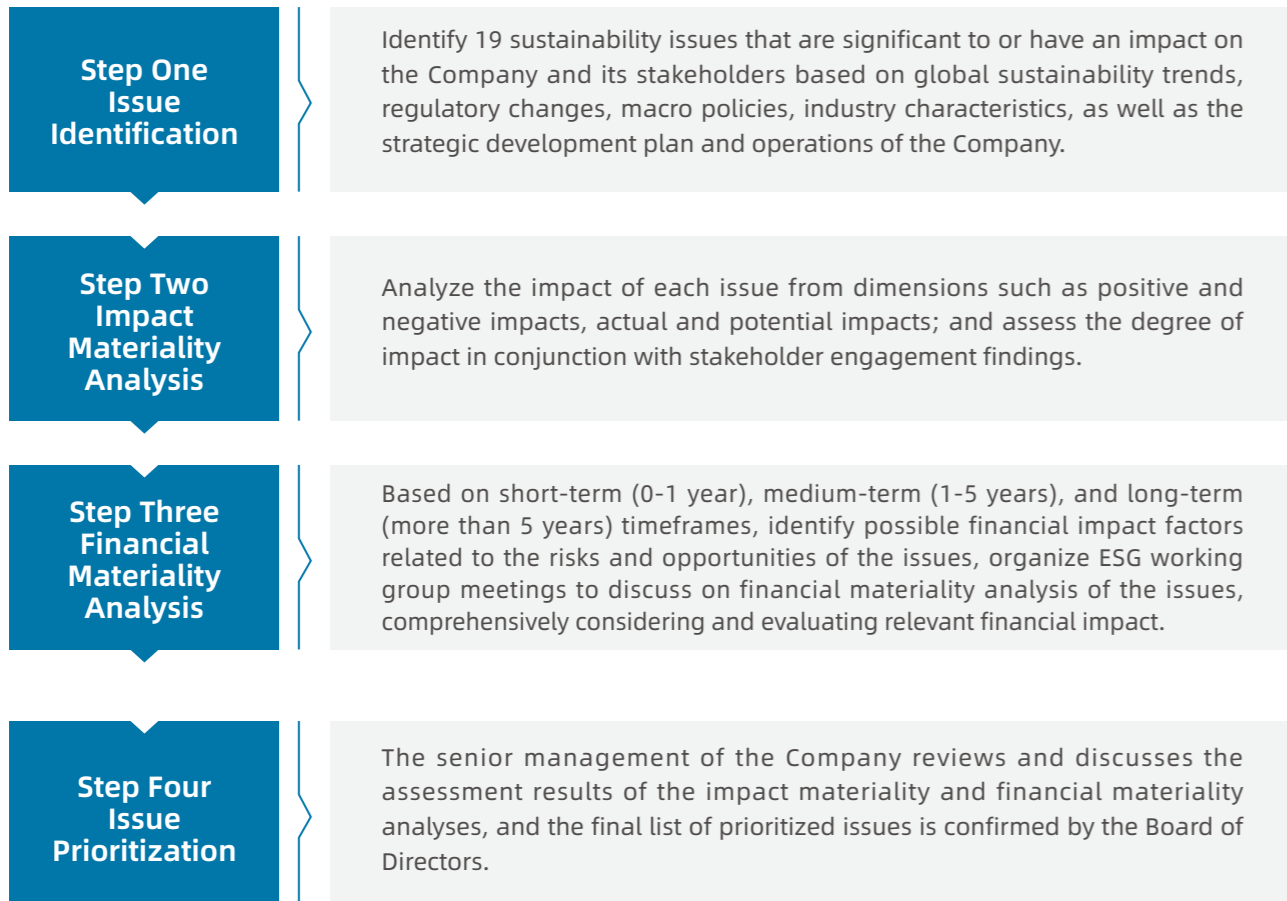 Step One
Issue
Identification
Identify 19 sustainability issues that are significant to or have an impact on
the Company and its stakeholders based on global sustainability trends,
regulatory changes, macro policies, industry characteristics, as well as the
strategic development plan and operations of the Company.
Step Two
Impact
Materiality
Analysis
Analyze the impact of each issue from dimensions such as positive and
negative impacts, actual and potential impacts; and assess the degree of
impact in conjunction with stakeholder engagement findings.
Step Three
Financial
Materiality
Analysis
Based on short-term (0-1 year), medium-term (1-5 years), and long-term
(more than 5 years) timeframes, identify possible financial impact factors
related to the risks and opportunities of the issues, organize ESG working
group meetings to discuss on financial materiality analysis of the issues,
comprehensively considering and evaluating relevant financial impact.
Step Four
Issue
Prioritization
The senior management of the Company reviews and discusses the
assessment results of the impact materiality and financial materiality
analyses, and the final list of prioritized issues is confirmed by the Board of
Directors.